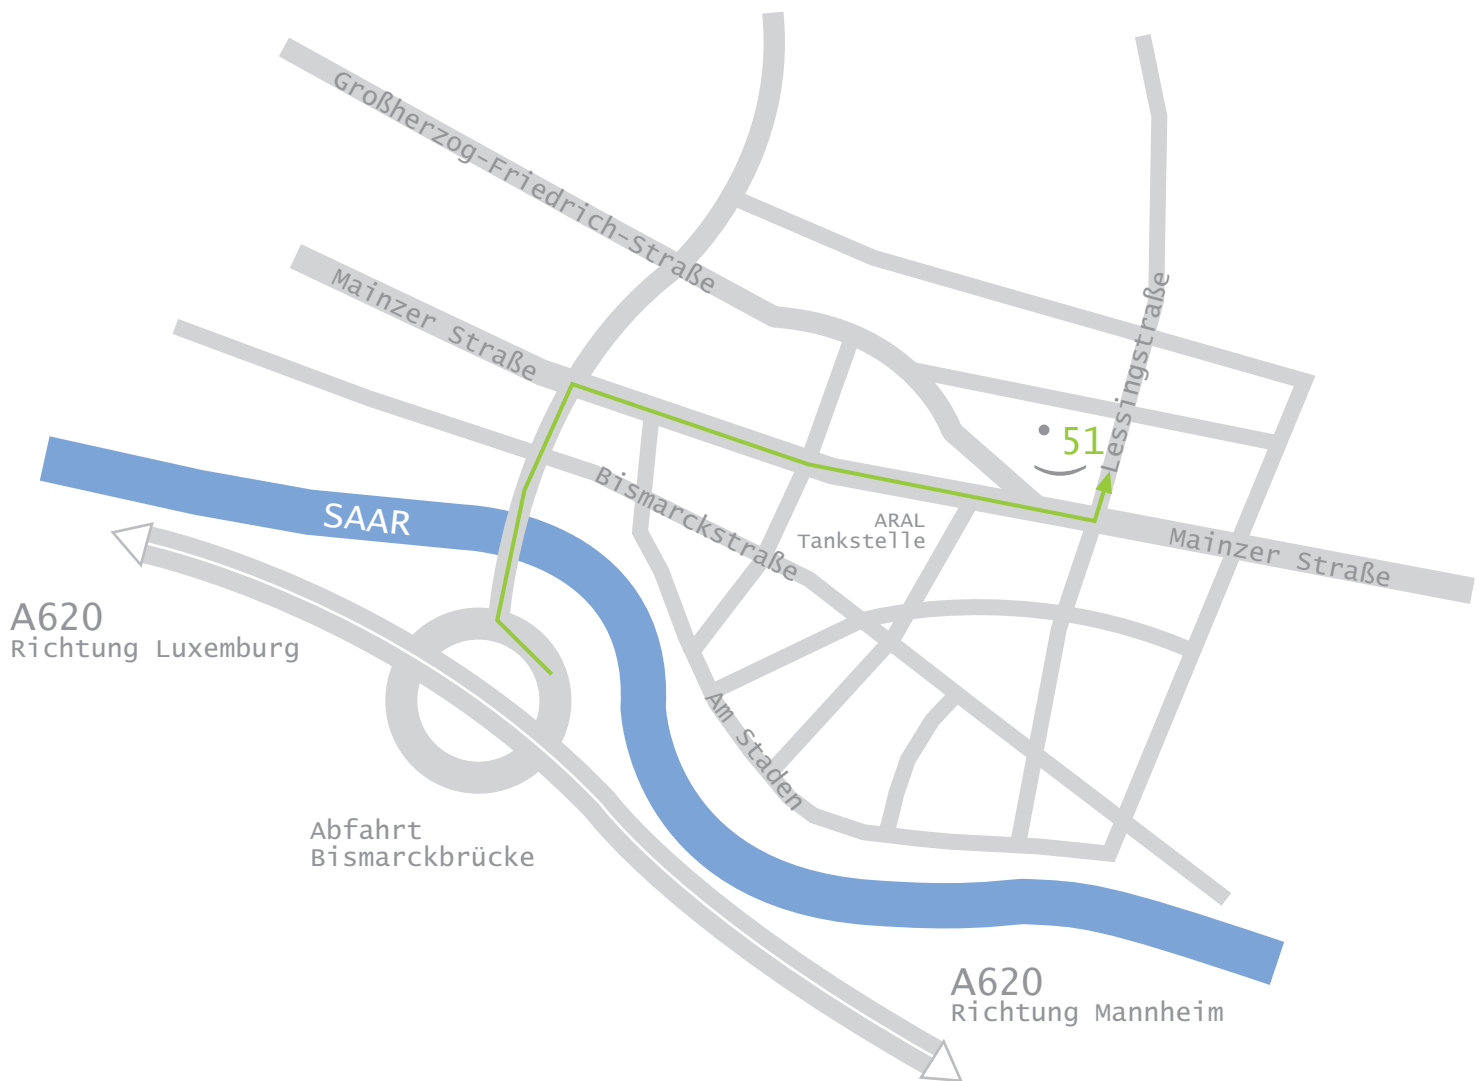 Großherzog-Friedrich-Straße
Mainzer Straße
Lessingstraße
51
Bismarckstraße
SAAR
ARAL
Tankstelle
Mainzer Straße
A620
Richtung Luxemburg
Am Staden
Abfahrt
Bismarckbrücke
A620
Richtung Mannheim